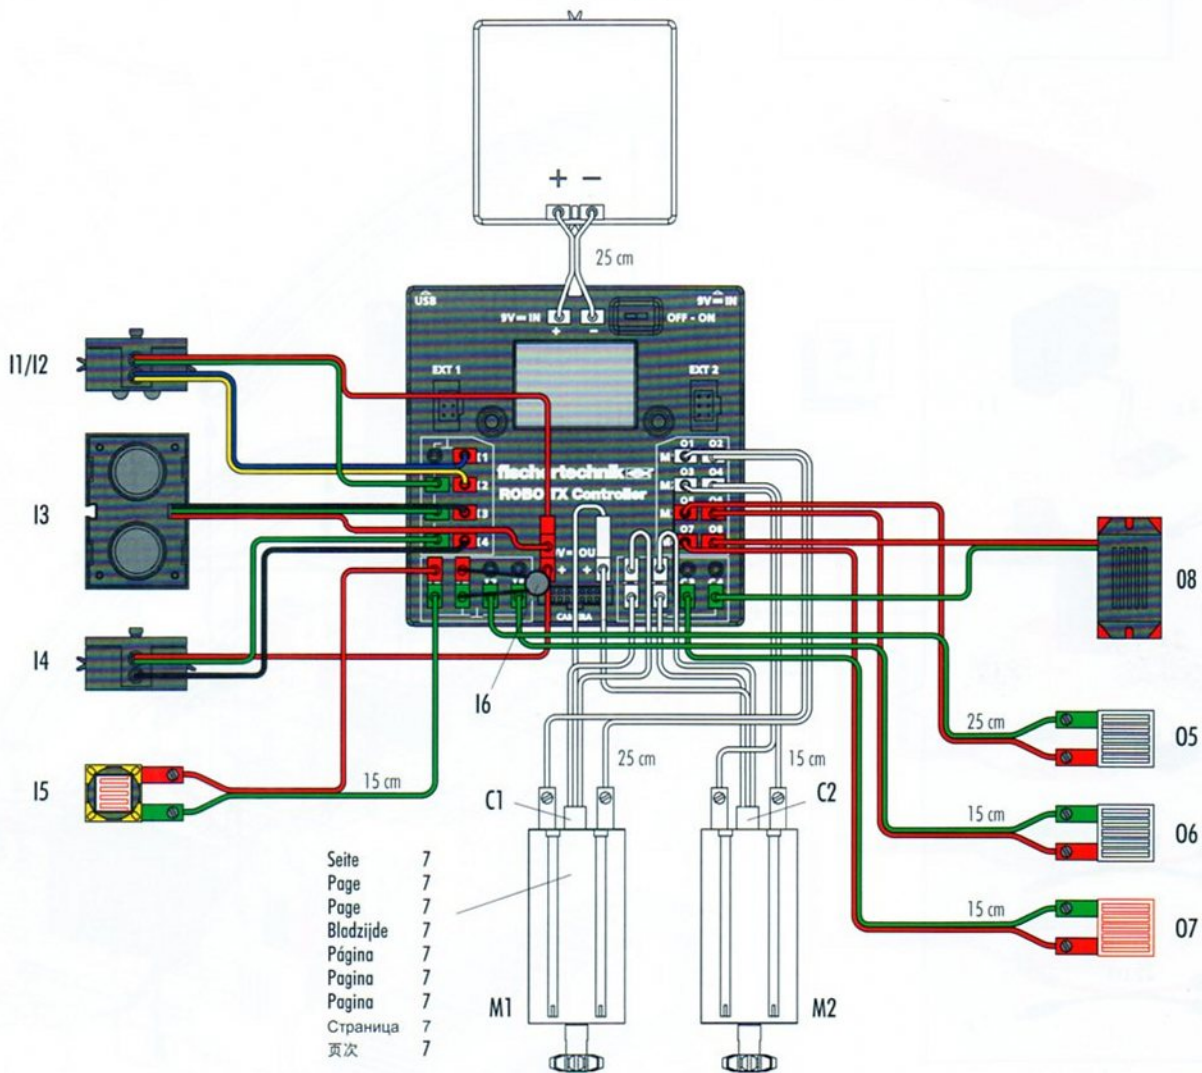 + −
25 cm
USB
9V = IN
9V = IN
+ −
OFF - ON
EXT 1
EXT 2
I1/I2
I3
I4
I5
15 cm
I1
I2
I3
I4
fischertechnik
ROBO TX Controller
O1 O2
O3 O4
O5
O7 O8
+ +
I6
25 cm
15 cm
C1
C2
M1
M2
O8
25 cm
O5
15 cm
O6
15 cm
O7
Seite 7
Page 7
Page 7
Bladzijde 7
Página 7
Pagina 7
Pagina 7
Страница 7
页次 7